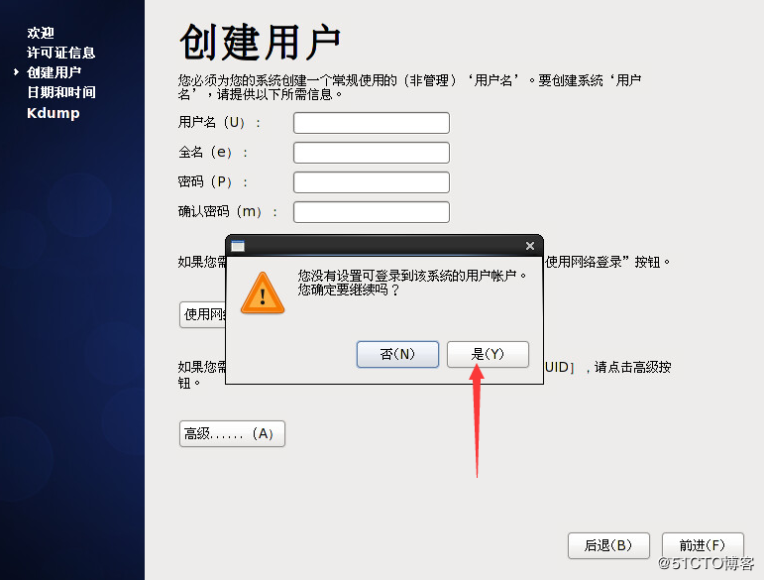 欢迎
许可证信息
创建用户
日期和时间
Kdump
创建用户
您必须为您的系统创建一个常规使用的（非管理）‘用户名’。要创建系统‘用户
名’，请提供以下所需信息。
用户名（U）：
全名（e）：
密码（P）：
确认密码（m）：
如果您需
使用网络登录”按钮。
您没有设置可登录到该系统的用户帐户。
您确定要继续吗？
使用网络
否(N)
是(Y)
如果您需
UID］，请点击高级按
钮。
高级......（A）
后退(B)
前进(F)
@51CTO博客